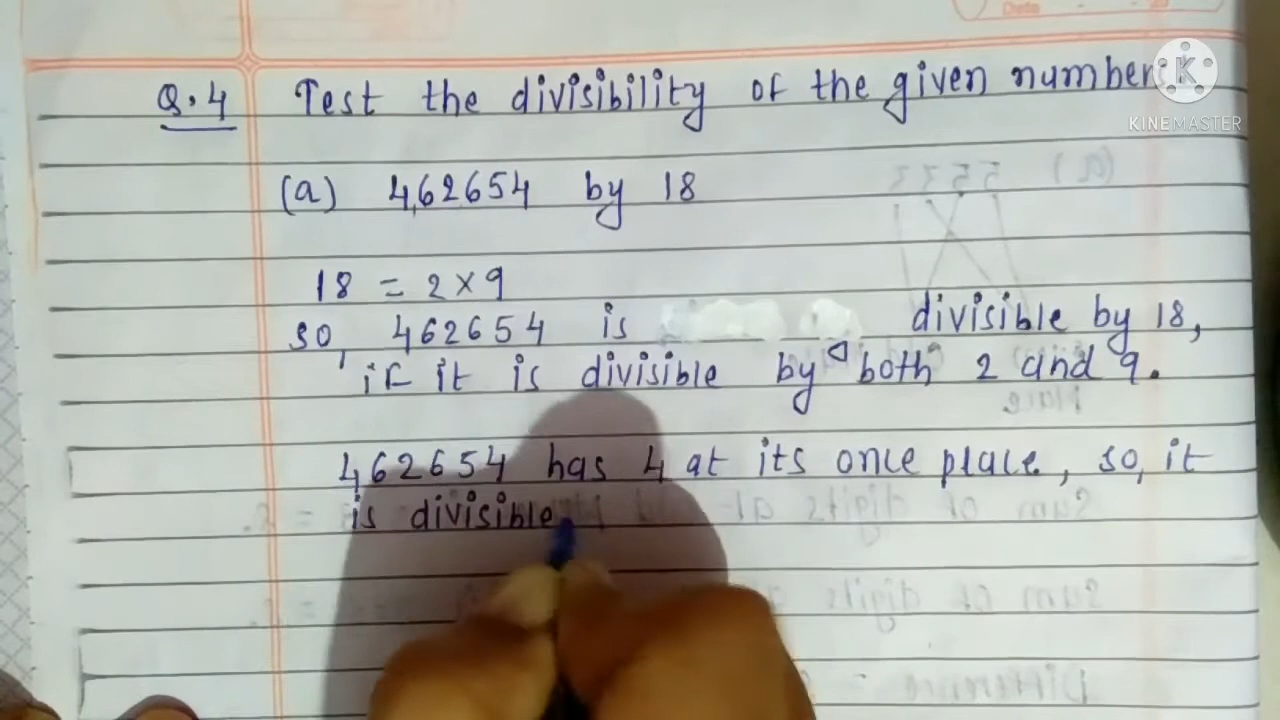 Date
Q.4 Test the divisibility of the given number.
K
KINEMASTER
(a) 462654 by 18
18 = 2 × 9
so, 462654 is divisible by 18,
if it is divisible by both 2 and 9.
462654 has 4 at its once place, so, it
is divisible